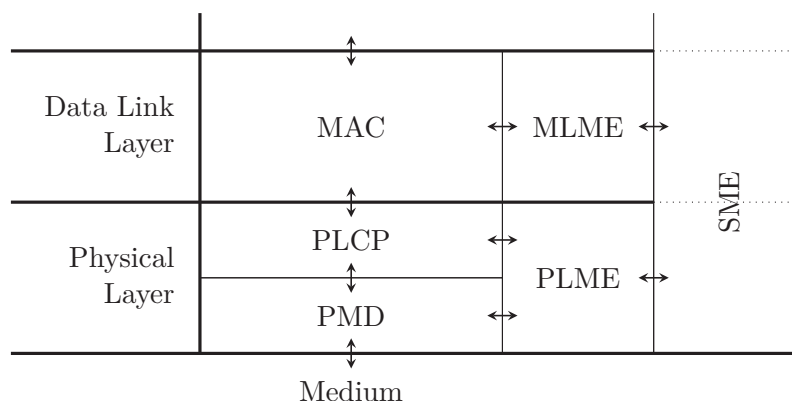 Data Link
Layer
MAC
MLME
SME
Physical
Layer
PLCP
PLME
PMD
Medium